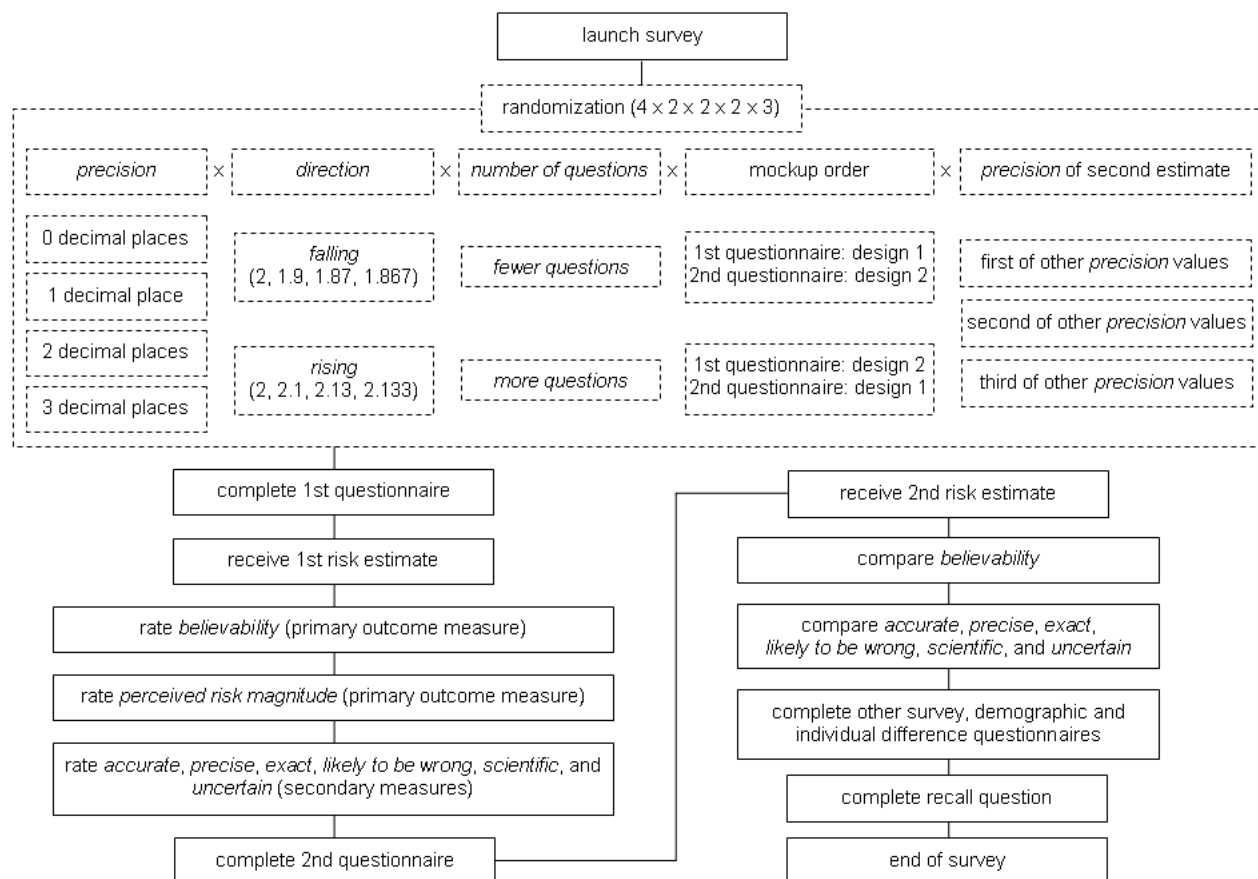 launch survey
randomization (4 × 2 × 2 × 2 × 3)
precision × direction × number of questions × mockup order × precision of second estimate
0 decimal places
1 decimal place
2 decimal places
3 decimal places
falling
(2, 1.9, 1.87, 1.867)
rising
(2, 2.1, 2.13, 2.133)
fewer questions
more questions
1st questionnaire: design 1
2nd questionnaire: design 2
1st questionnaire: design 2
2nd questionnaire: design 1
first of other precision values
second of other precision values
third of other precision values
complete 1st questionnaire
receive 1st risk estimate
rate believability (primary outcome measure)
rate perceived risk magnitude (primary outcome measure)
rate accurate, precise, exact, likely to be wrong, scientific, and
uncertain (secondary measures)
complete 2nd questionnaire
receive 2nd risk estimate
compare believability
compare accurate, precise, exact,
likely to be wrong, scientific, and uncertain
complete other survey, demographic and
individual difference questionnaires
complete recall question
end of survey